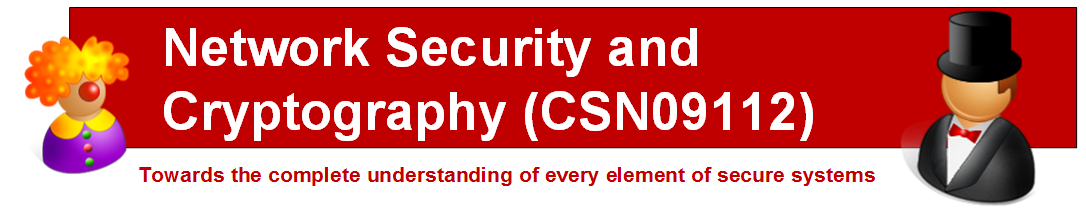 Network Security and
Cryptography (CSN09112)
Towards the complete understanding of every element of secure systems